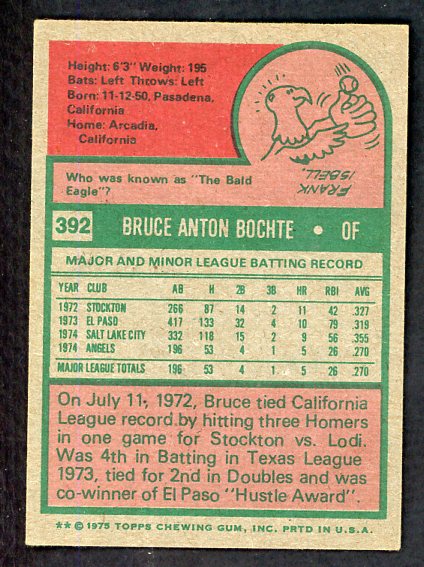 Height: 6'3" Weight: 195
Bats: Left Throws: Left
Born: 11-12-50, Pasadena,
California
Home: Arcadia,
California
Who was known as "The Bald
Eagle"?
FRANK
ISBELL
392 BRUCE ANTON BOCHTE • OF
MAJOR AND MINOR LEAGUE BATTING RECORD
YEAR CLUB AB H 2B 3B HR RBI AVG
1972 STOCKTON 266 87 14 2 11 42 .327
1973 EL PASO 417 133 32 4 10 79 .319
1974 SALT LAKE CITY 332 118 15 2 9 56 .355
1974 ANGELS 196 53 4 1 5 26 .270
MAJOR LEAGUE TOTALS 196 53 4 1 5 26 .270
On July 11, 1972, Bruce tied California
League record by hitting three Homers
in one game for Stockton vs. Lodi.
Was 4th in Batting in Texas League
1973, tied for 2nd in Doubles and was
co-winner of El Paso "Hustle Award".
** © 1975 TOPPS CHEWING GUM, INC. PRTD IN U.S.A.